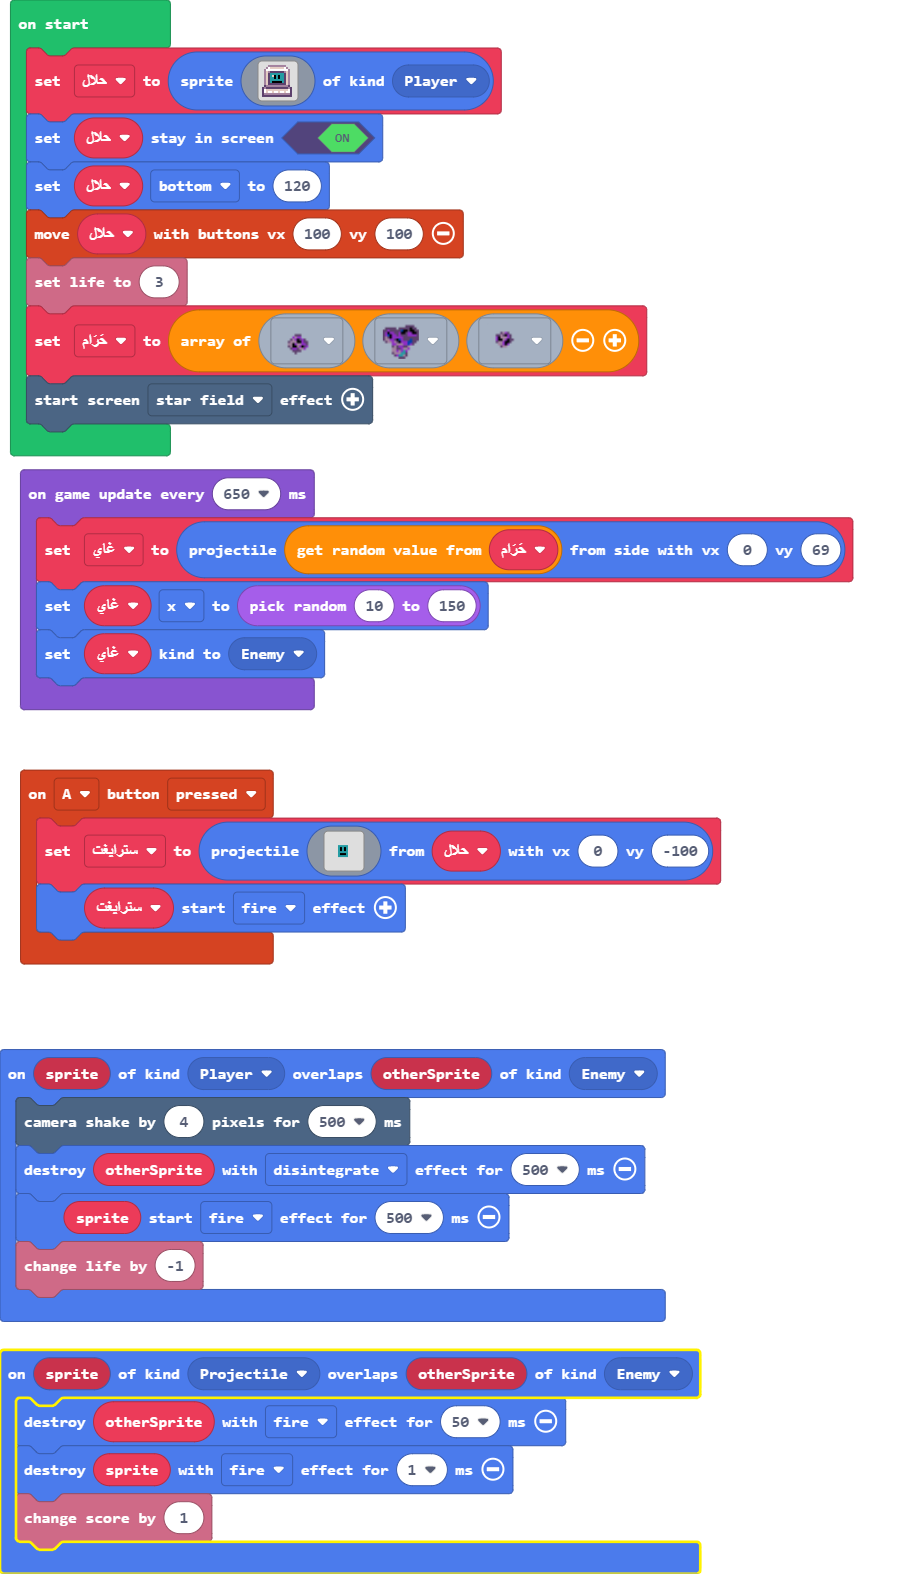 on start
set حلال to sprite of kind Player
set حلال stay in screen ON
set حلال bottom to 120
move حلال with buttons vx 100 vy 100
set life to 3
set حَرَام to array of
start screen star field effect
on game update every 650 ms
set غاي to projectile get random value from حَرَام from side with vx 0 vy 69
set غاي x to pick random 10 to 150
set غاي kind to Enemy
on A button pressed
set سترايغت to projectile from حلال with vx 0 vy -100
سترايغت start fire effect
on sprite of kind Player overlaps otherSprite of kind Enemy
camera shake by 4 pixels for 500 ms
destroy otherSprite with disintegrate effect for 500 ms
sprite start fire effect for 500 ms
change life by -1
on sprite of kind Projectile overlaps otherSprite of kind Enemy
destroy otherSprite with fire effect for 50 ms
destroy sprite with fire effect for 1 ms
change score by 1